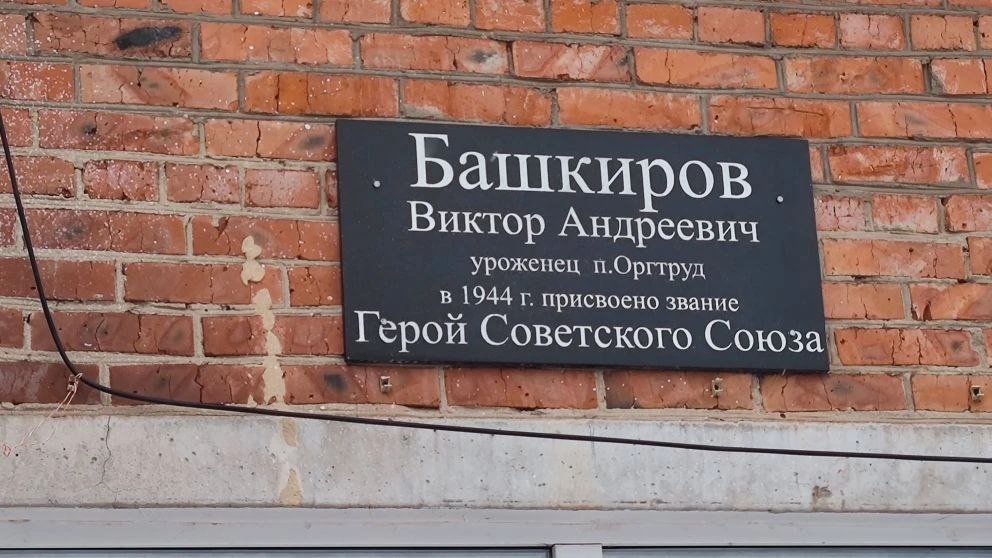 Башкиров
Виктор Андреевич
уроженец п.Оргтруд
в 1944 г. присвоено звание
Герой Советского Союза